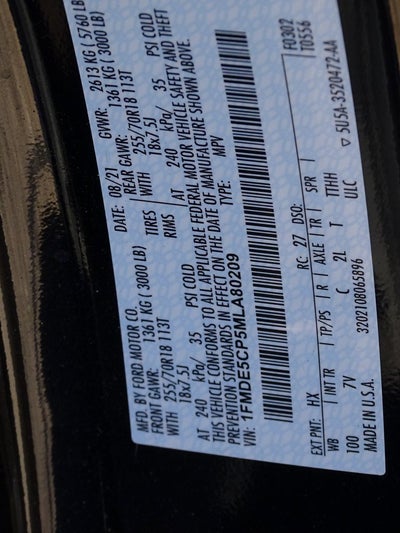 MFD. BY FORD MOTOR CO.
DATE: 08/21
GVWR: 2613 KG ( 5760 LB
FRONT GAWR: 1361 KG ( 3000 LB)
REAR GAWR: 1361 KG ( 3000 LB)
WITH 255/70R18 113T TIRES
WITH 255/70R18 113T
18x7.5J RIMS
18x7.5J
AT 240 kPa/ 35 PSI COLD
AT 240 kPa/ 35 PSI COLD
THIS VEHICLE CONFORMS TO ALL APPLICABLE FEDERAL MOTOR VEHICLE SAFETY AND THEFT
PREVENTION STANDARDS IN EFFECT ON THE DATE OF MANUFACTURE SHOWN ABOVE.
VIN: 1FMDE5CP5MLA60209
TYPE: MPV
F0302
T0556
EXT PNT: HX RC: 27 DSO:
WB INT TR TP/PS R AXLE TR SPR
100 7V C 2L T TTHH
MADE IN U.S.A. 3202108065896 ULC
▽ 5U5A-3520472-AA